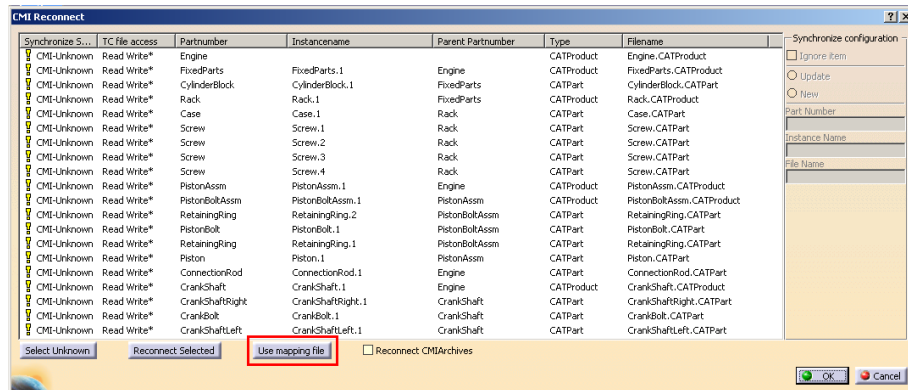 CMI Reconnect
Synchronize S... TC file access Partnumber Instancename Parent Partnumber Type Filename
CMI-Unknown Read Write* Engine CATProduct Engine.CATProduct
CMI-Unknown Read Write* FixedParts FixedParts.1 Engine CATProduct FixedParts.CATProduct
CMI-Unknown Read Write* CylinderBlock CylinderBlock.1 FixedParts CATPart CylinderBlock.CATPart
CMI-Unknown Read Write* Rack Rack.1 FixedParts CATProduct Rack.CATProduct
CMI-Unknown Read Write* Case Case.1 Rack CATPart Case.CATPart
CMI-Unknown Read Write* Screw Screw.1 Rack CATPart Screw.CATPart
CMI-Unknown Read Write* Screw Screw.2 Rack CATPart Screw.CATPart
CMI-Unknown Read Write* Screw Screw.3 Rack CATPart Screw.CATPart
CMI-Unknown Read Write* Screw Screw.4 Rack CATPart Screw.CATPart
CMI-Unknown Read Write* PistonAssm PistonAssm.1 Engine CATProduct PistonAssm.CATProduct
CMI-Unknown Read Write* PistonBoltAssm PistonBoltAssm.1 PistonAssm CATProduct PistonBoltAssm.CATProduct
CMI-Unknown Read Write* RetainingRing RetainingRing.2 PistonBoltAssm CATPart RetainingRing.CATPart
CMI-Unknown Read Write* PistonBolt PistonBolt.1 PistonBoltAssm CATPart PistonBolt.CATPart
CMI-Unknown Read Write* RetainingRing RetainingRing.1 PistonBoltAssm CATPart RetainingRing.CATPart
CMI-Unknown Read Write* Piston Piston.1 PistonAssm CATPart Piston.CATPart
CMI-Unknown Read Write* ConnectionRod ConnectionRod.1 Engine CATPart ConnectionRod.CATPart
CMI-Unknown Read Write* CrankShaft CrankShaft.1 Engine CATProduct CrankShaft.CATProduct
CMI-Unknown Read Write* CrankShaftRight CrankShaftRight.1 CrankShaft CATPart CrankShaftRight.CATPart
CMI-Unknown Read Write* CrankBolt CrankBolt.1 CrankShaft CATPart CrankBolt.CATPart
CMI-Unknown Read Write* CrankShaftLeft CrankShaftLeft.1 CrankShaft CATPart CrankShaftLeft.CATPart
Synchronize configuration
Ignore item
Update
New
Part Number
Instance Name
File Name
Select Unknown Reconnect Selected Use mapping file Reconnect CMIArchives
OK Cancel